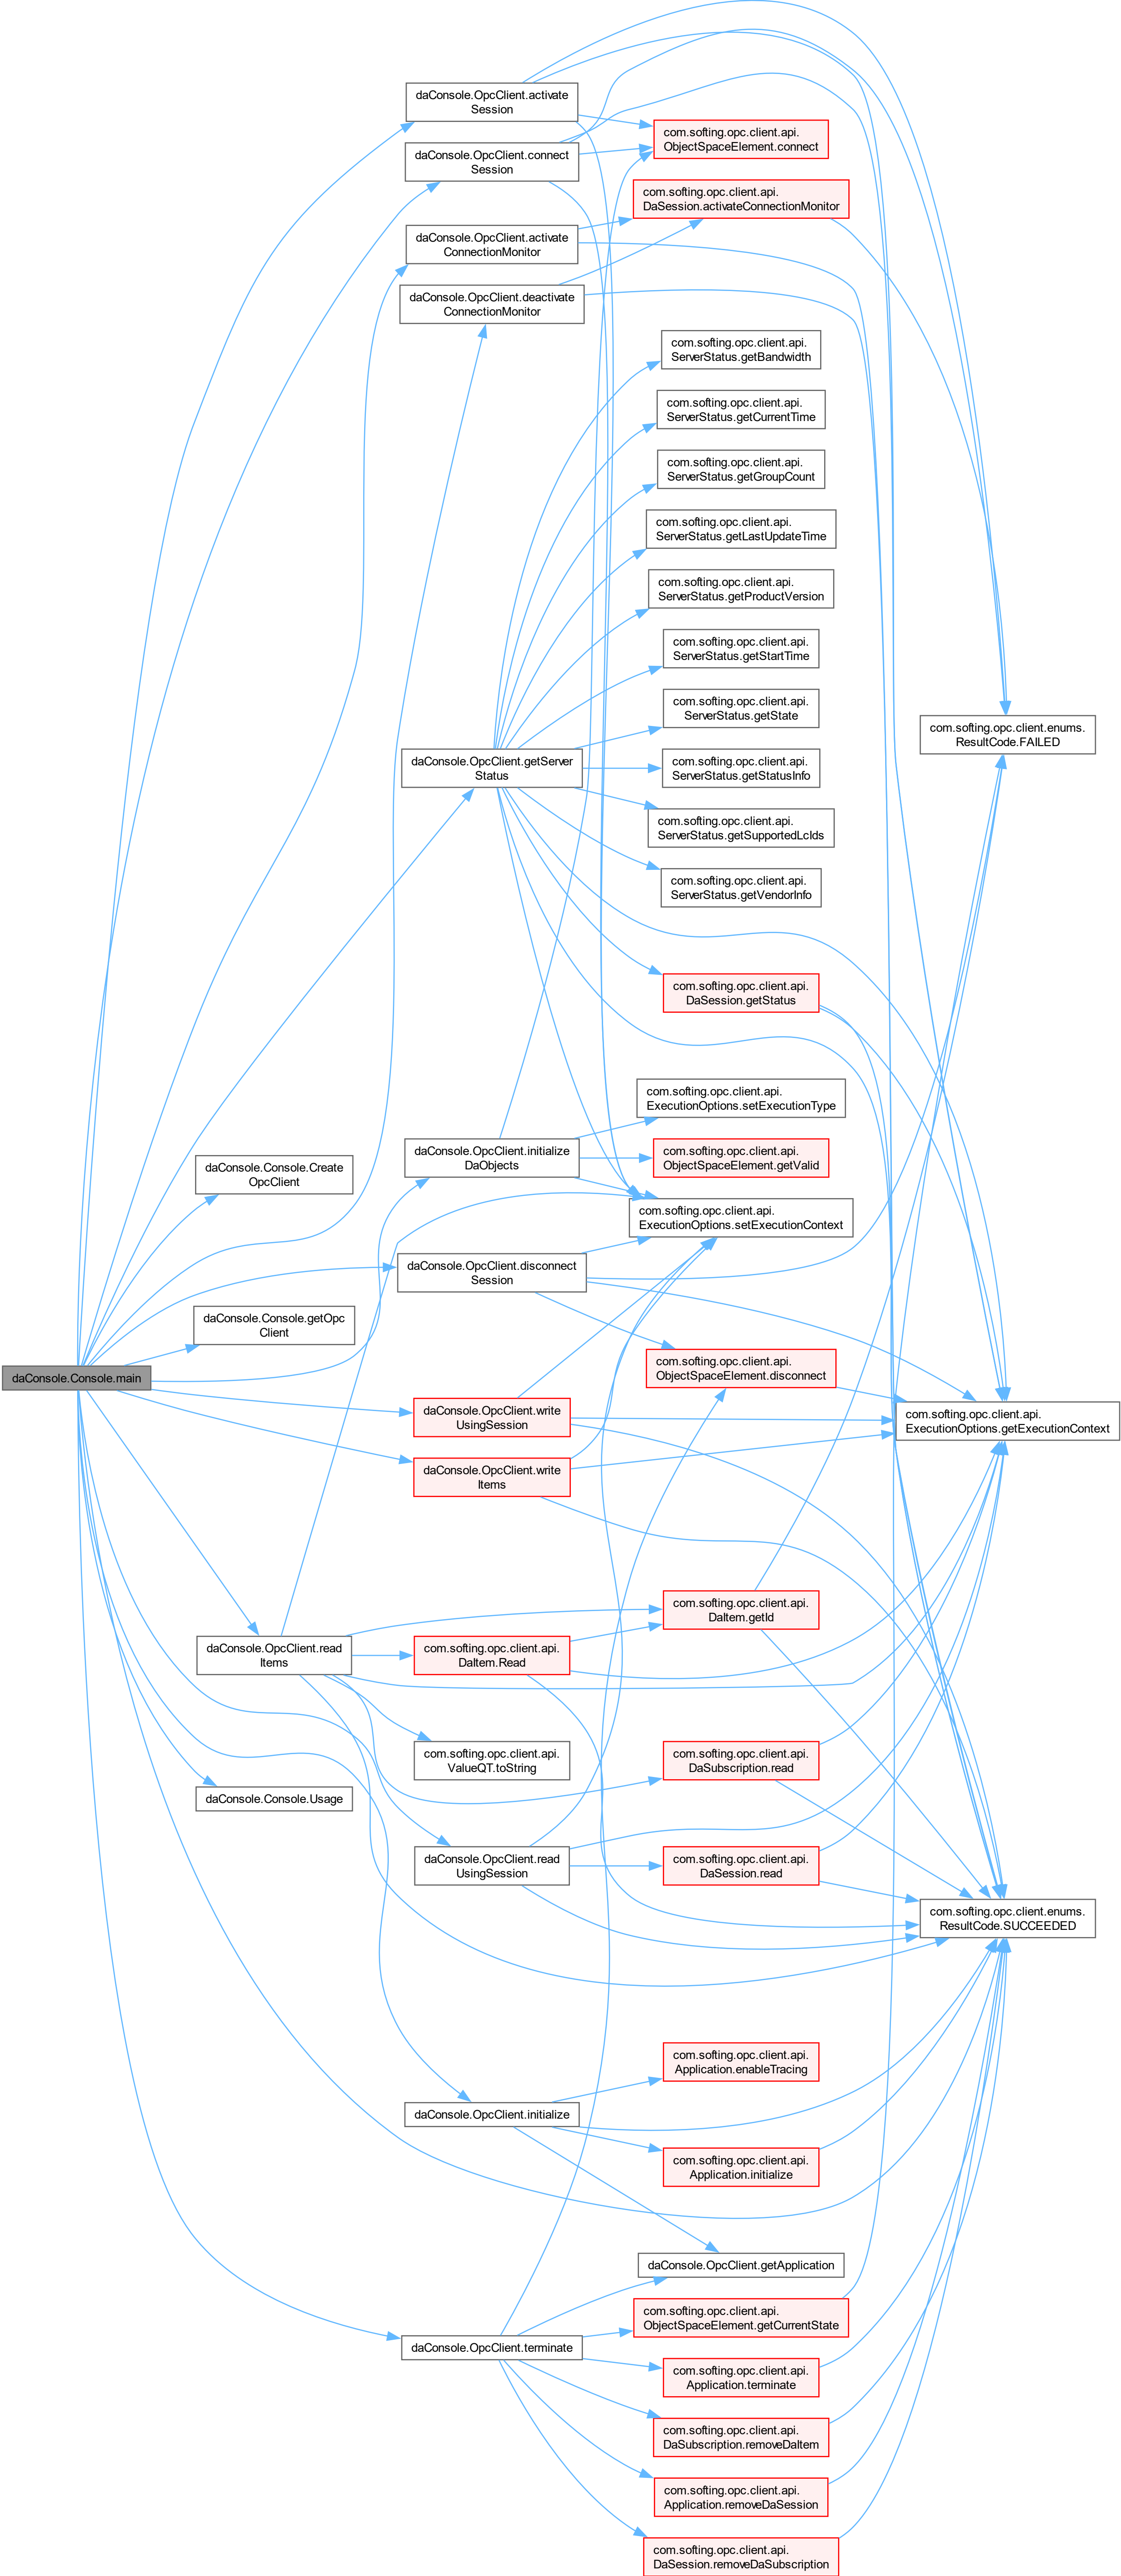 daConsole.OpcClient.activate
Session
com.softing.opc.client.api.
ObjectSpaceElement.connect
daConsole.OpcClient.connect
Session
com.softing.opc.client.api.
DaSession.activateConnectionMonitor
daConsole.OpcClient.activate
ConnectionMonitor
daConsole.OpcClient.deactivate
ConnectionMonitor
com.softing.opc.client.api.
ServerStatus.getBandwidth
com.softing.opc.client.api.
ServerStatus.getCurrentTime
com.softing.opc.client.api.
ServerStatus.getGroupCount
com.softing.opc.client.api.
ServerStatus.getLastUpdateTime
com.softing.opc.client.api.
ServerStatus.getProductVersion
com.softing.opc.client.api.
ServerStatus.getStartTime
com.softing.opc.client.api.
ServerStatus.getState
com.softing.opc.client.enums.
ResultCode.FAILED
daConsole.OpcClient.getServer
Status
com.softing.opc.client.api.
ServerStatus.getStatusInfo
com.softing.opc.client.api.
ServerStatus.getSupportedLcIds
com.softing.opc.client.api.
ServerStatus.getVendorInfo
com.softing.opc.client.api.
DaSession.getStatus
com.softing.opc.client.api.
ExecutionOptions.setExecutionType
daConsole.OpcClient.initialize
DaObjects
com.softing.opc.client.api.
ObjectSpaceElement.getValid
daConsole.Console.Create
OpcClient
com.softing.opc.client.api.
ExecutionOptions.setExecutionContext
daConsole.OpcClient.disconnect
Session
daConsole.Console.getOpc
Client
com.softing.opc.client.api.
ObjectSpaceElement.disconnect
daConsole.Console.main
daConsole.OpcClient.write
UsingSession
com.softing.opc.client.api.
ExecutionOptions.getExecutionContext
daConsole.OpcClient.write
Items
com.softing.opc.client.api.
DaItem.getId
daConsole.OpcClient.read
Items
com.softing.opc.client.api.
DaItem.Read
com.softing.opc.client.api.
ValueQT.toString
com.softing.opc.client.api.
DaSubscription.read
daConsole.Console.Usage
daConsole.OpcClient.read
UsingSession
com.softing.opc.client.api.
DaSession.read
com.softing.opc.client.enums.
ResultCode.SUCCEEDED
com.softing.opc.client.api.
Application.enableTracing
daConsole.OpcClient.initialize
com.softing.opc.client.api.
Application.initialize
daConsole.OpcClient.getApplication
com.softing.opc.client.api.
ObjectSpaceElement.getCurrentState
daConsole.OpcClient.terminate
com.softing.opc.client.api.
Application.terminate
com.softing.opc.client.api.
DaSubscription.removeDaItem
com.softing.opc.client.api.
Application.removeDaSession
com.softing.opc.client.api.
DaSession.removeDaSubscription